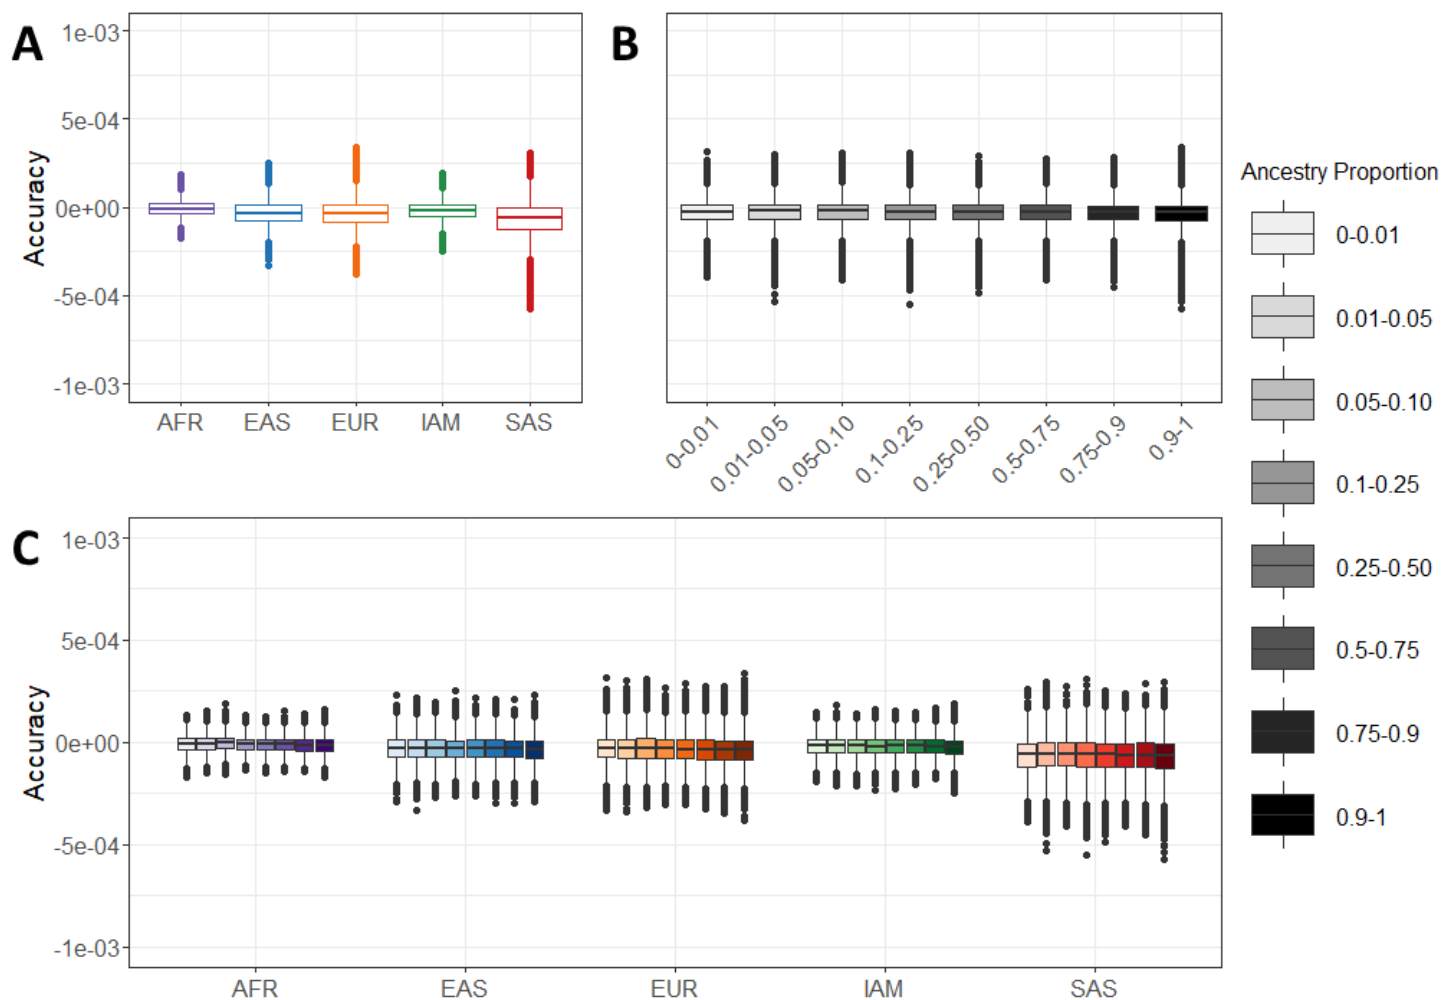 A
B
1e-03
5e-04
0e+00
-5e-04
-1e-03
Accuracy
AFR EAS EUR IAM SAS
0-0.01 0.01-0.05 0.05-0.10 0.1-0.25 0.25-0.50 0.5-0.75 0.75-0.9 0.9-1
Ancestry Proportion
0-0.01
0.01-0.05
0.05-0.10
0.1-0.25
0.25-0.50
0.5-0.75
0.75-0.9
0.9-1
C
1e-03
5e-04
0e+00
-5e-04
-1e-03
Accuracy
AFR EAS EUR IAM SAS